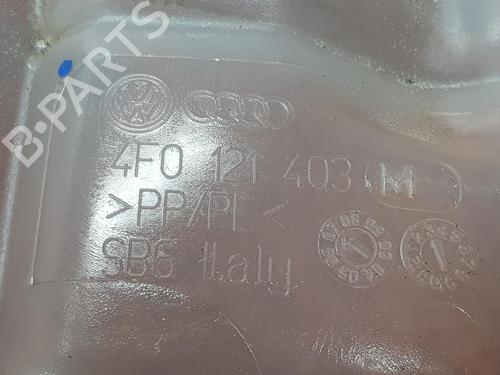 B-PARTS
4F0 121 403 M
>PP/PE<
SB6 Italy